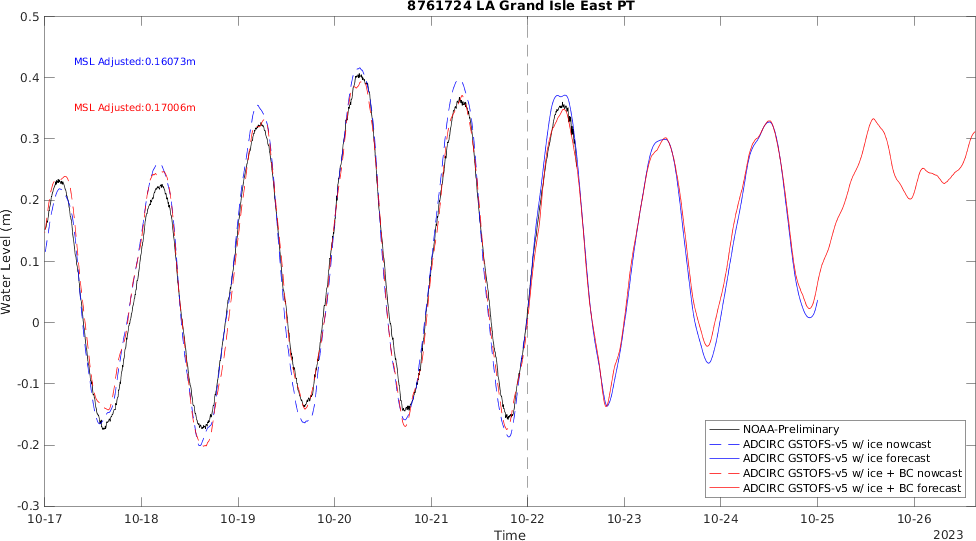 8761724 LA Grand Isle East PT
0.5
MSL Adjusted:0.16073m
0.4
MSL Adjusted:0.17006m
0.3
0.2
0.1
0
-0.1
-0.2
-0.3
Water Level (m)
NOAA-Preliminary
ADCIRC GSTOFS-v5 w/ ice nowcast
ADCIRC GSTOFS-v5 w/ ice forecast
ADCIRC GSTOFS-v5 w/ ice + BC nowcast
ADCIRC GSTOFS-v5 w/ ice + BC forecast
10-17 10-18 10-19 10-20 10-21 10-22 10-23 10-24 10-25 10-26
Time
2023